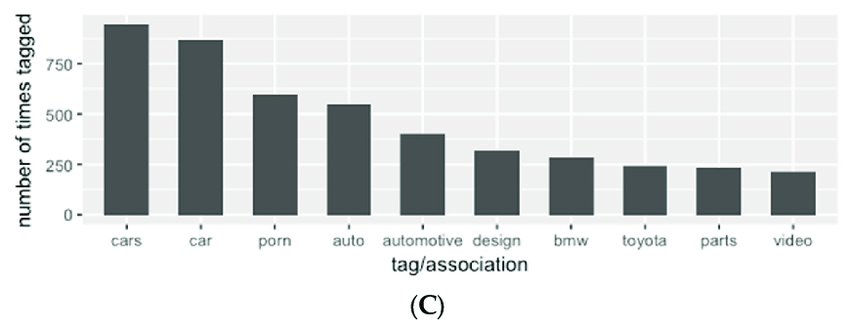 number of times tagged
750
500
250
0
cars car porn auto automotive design bmw toyota parts video
tag/association
(C)